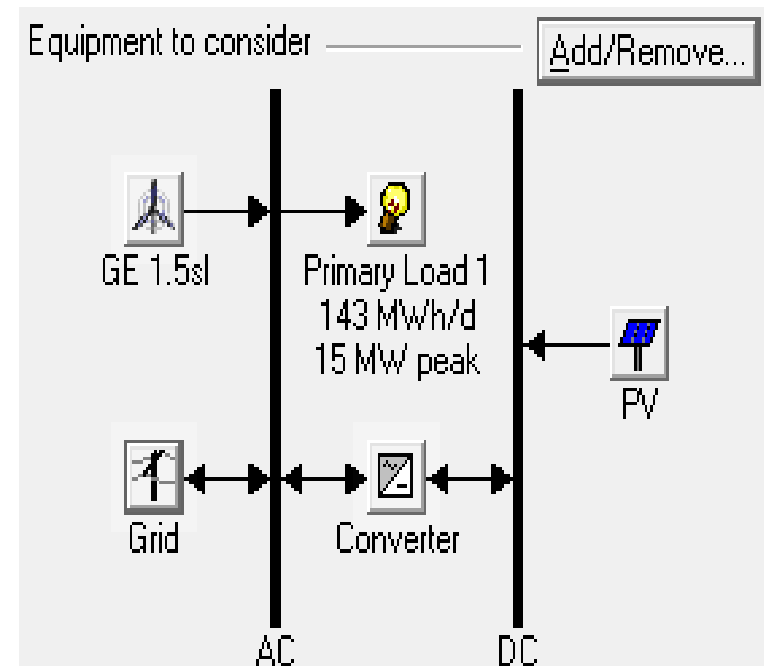 Equipment to consider
Add/Remove...
GE 1.5sl
Primary Load 1
143 MWh/d
15 MW peak
PV
Grid
Converter
AC
DC